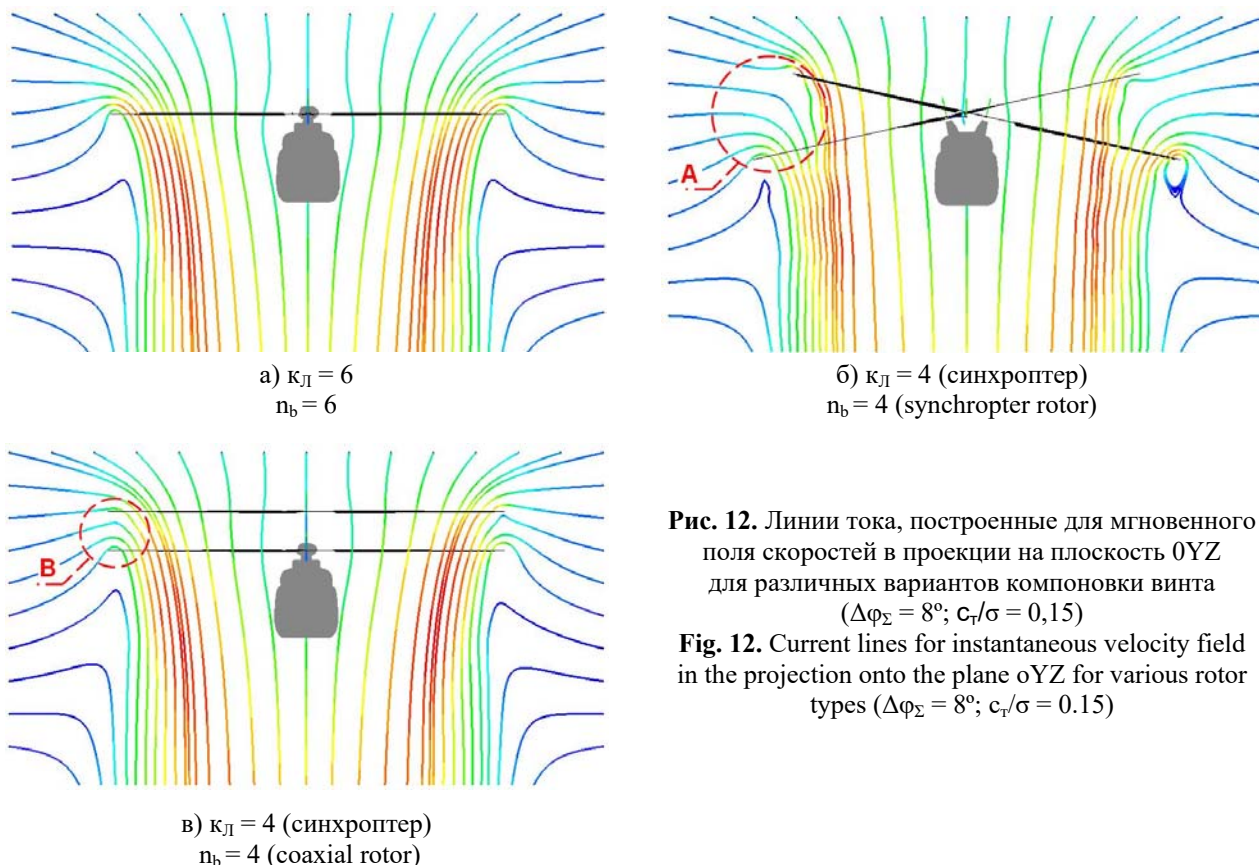 A
а) кЛ = 6
nb = 6
б) кЛ = 4 (синхроптер)
nb = 4 (synchropter rotor)
B
в) кЛ = 4 (синхроптер)
nb = 4 (coaxial rotor)
Рис. 12. Линии тока, построенные для мгновенного
поля скоростей в проекции на плоскость 0YZ
для различных вариантов компоновки винта
(ΔφΣ = 8º; cт/σ = 0,15)
Fig. 12. Current lines for instantaneous velocity field
in the projection onto the plane oYZ for various rotor
types (ΔφΣ = 8º; cт/σ = 0.15)